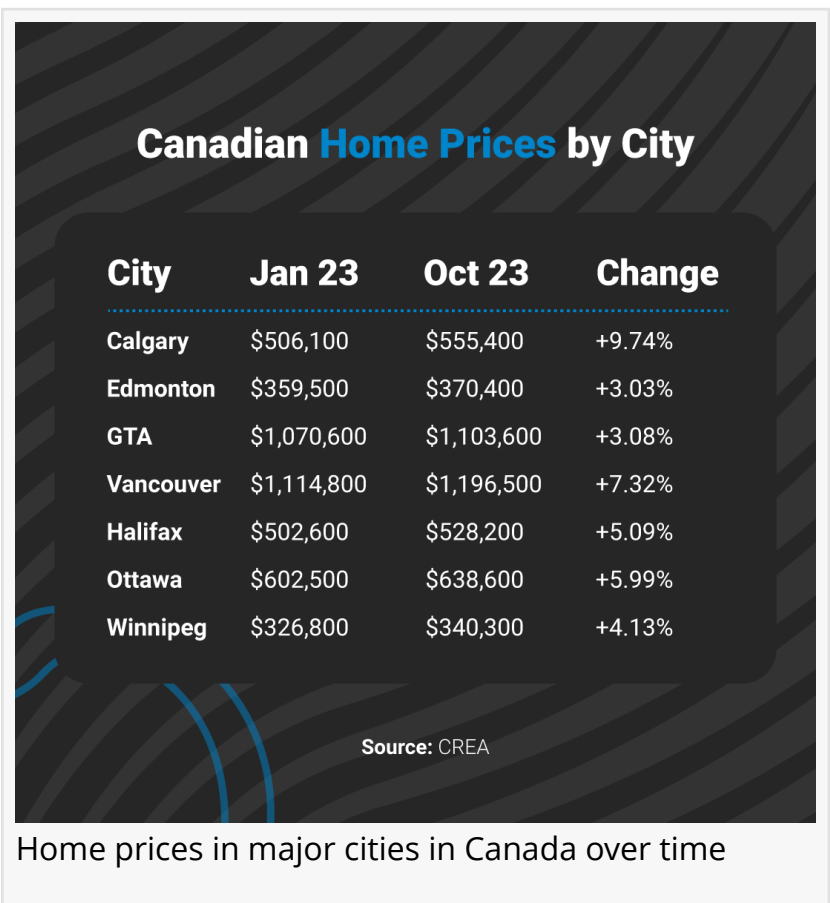 Canadian Home Prices by City
City Jan 23 Oct 23 Change
Calgary $506,100 $555,400 +9.74%
Edmonton $359,500 $370,400 +3.03%
GTA $1,070,600 $1,103,600 +3.08%
Vancouver $1,114,800 $1,196,500 +7.32%
Halifax $502,600 $528,200 +5.09%
Ottawa $602,500 $638,600 +5.99%
Winnipeg $326,800 $340,300 +4.13%
Source: CREA
Home prices in major cities in Canada over time